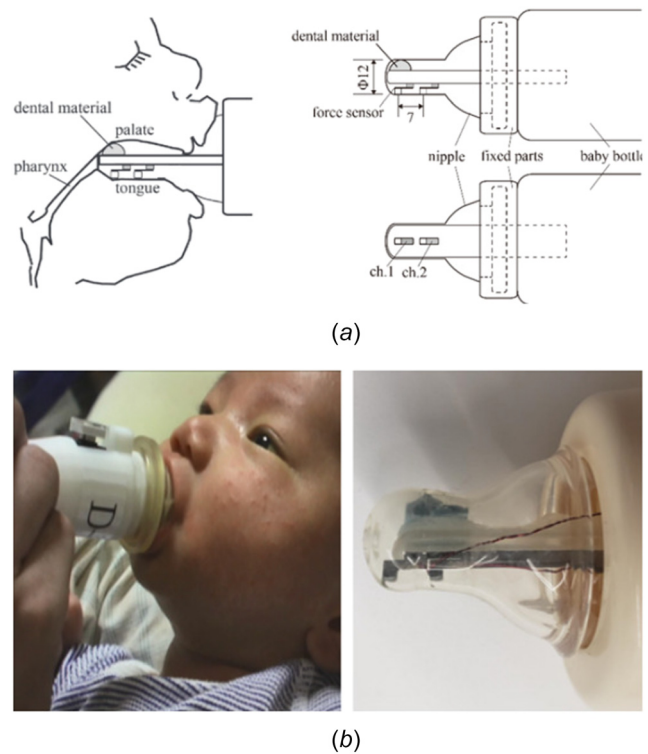 dental material
palate
pharynx
tongue
dental material
Φ12
force sensor
7
nipple
fixed parts
baby bottl
ch.1
ch.2
(a)
D
(b)